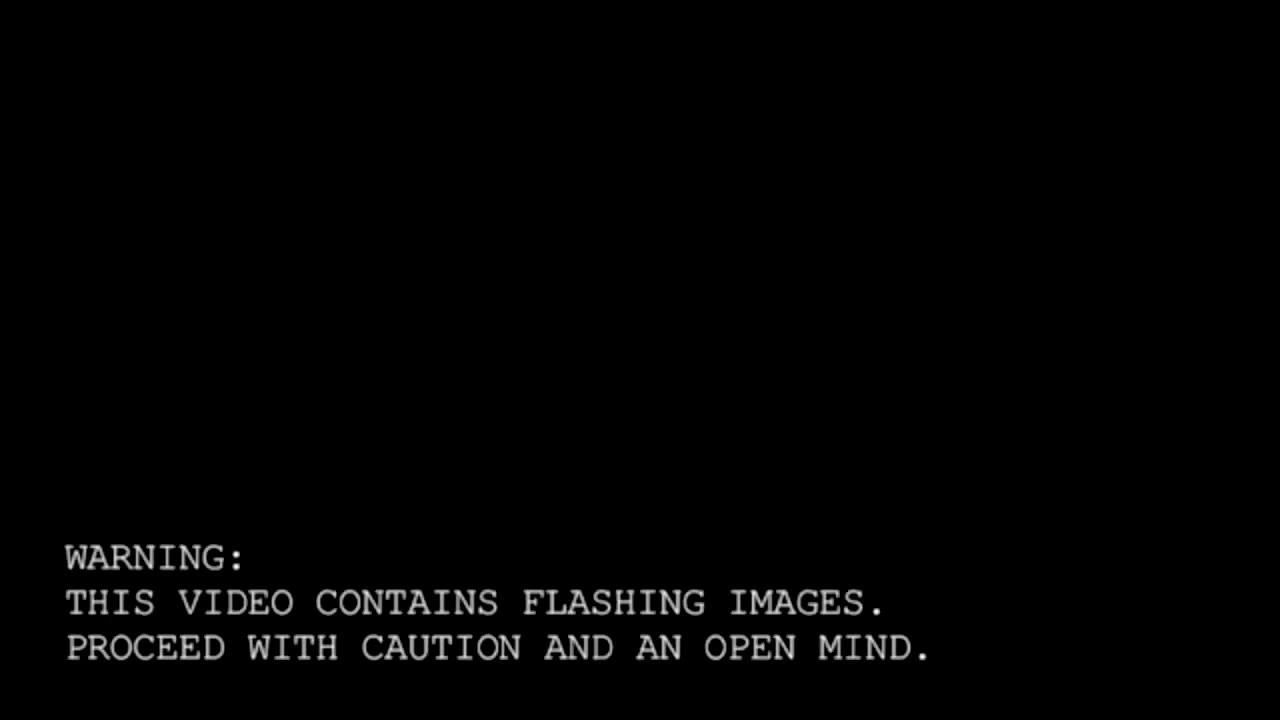 WARNING:
THIS VIDEO CONTAINS FLASHING IMAGES.
PROCEED WITH CAUTION AND AN OPEN MIND.